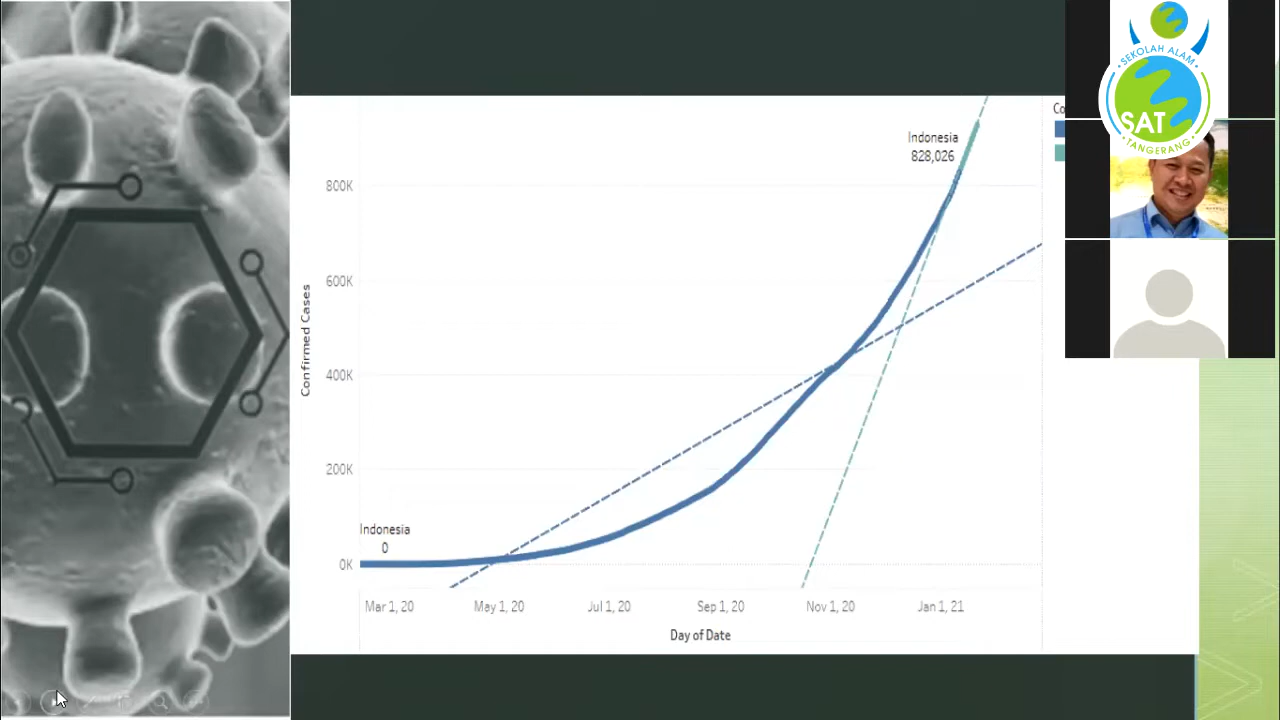 Indonesia
828,026
800K
600K
400K
200K
0K
Confirmed Cases
Indonesia
0
Mar 1, 20
May 1, 20
Jul 1, 20
Sep 1, 20
Nov 1, 20
Jan 1, 21
Day of Date
Co
SEKOLAH ALAM
SAT
TANGERANG